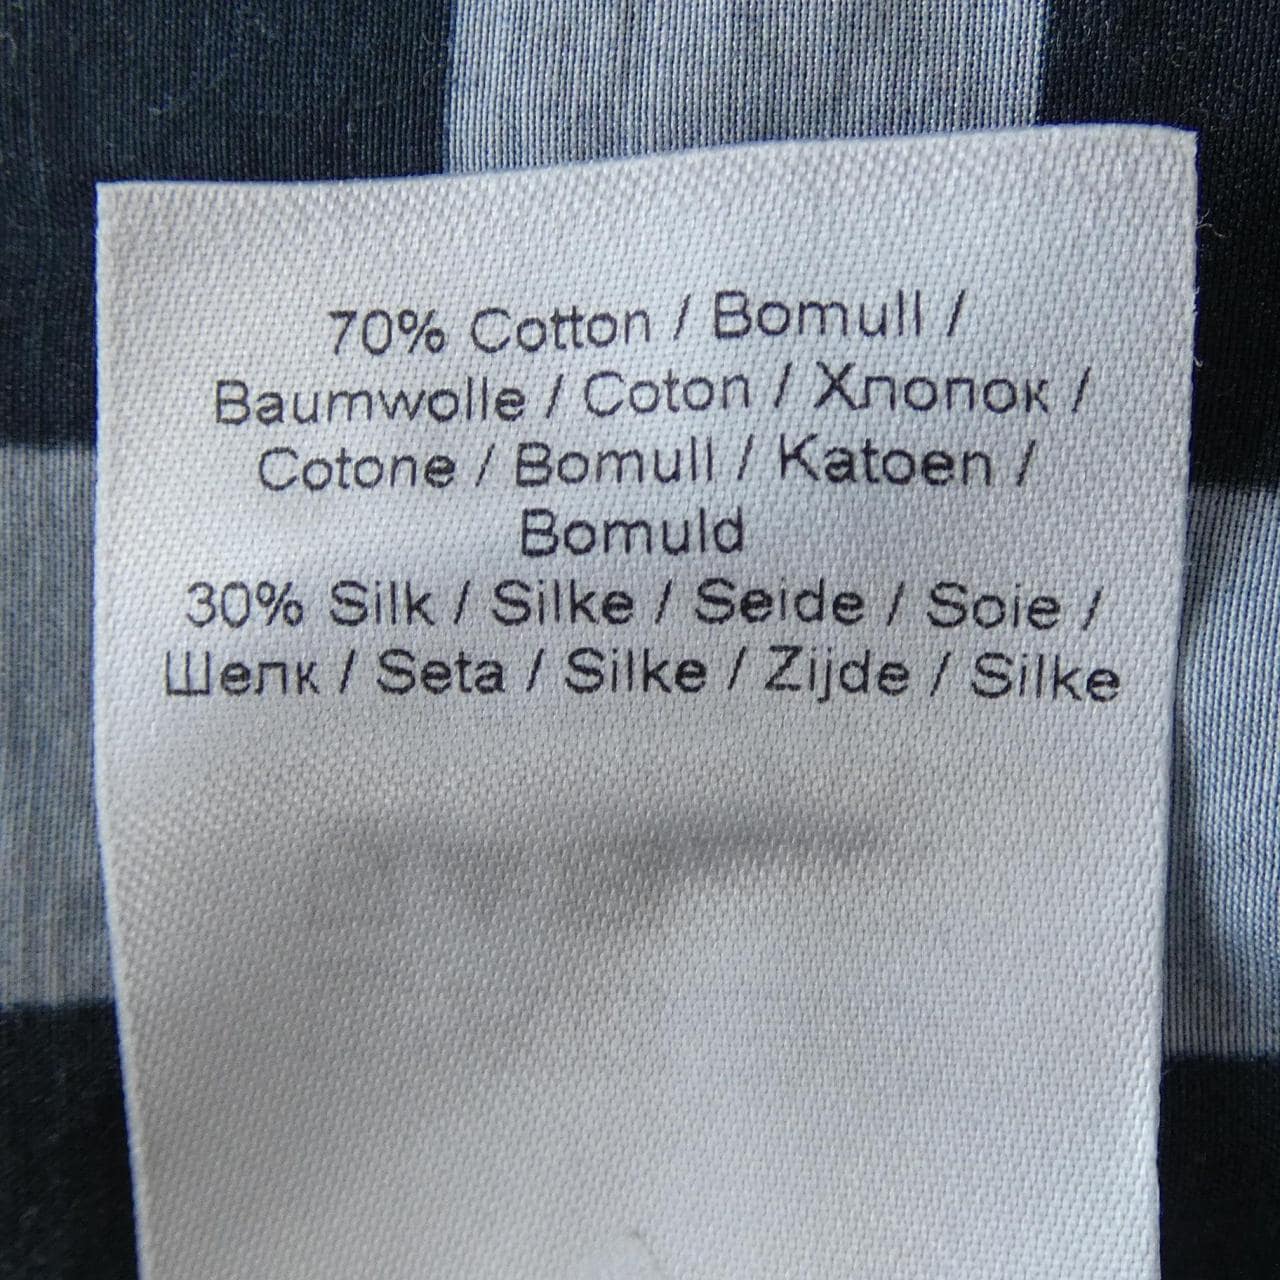 70% Cotton / Bomull /
Baumwolle / Coton / Хлопок /
Cotone / Bomull / Katoen /
Bomuld
30% Silk / Silke / Seide / Soie /
Шелк / Seta / Silke / Zijde / Silke